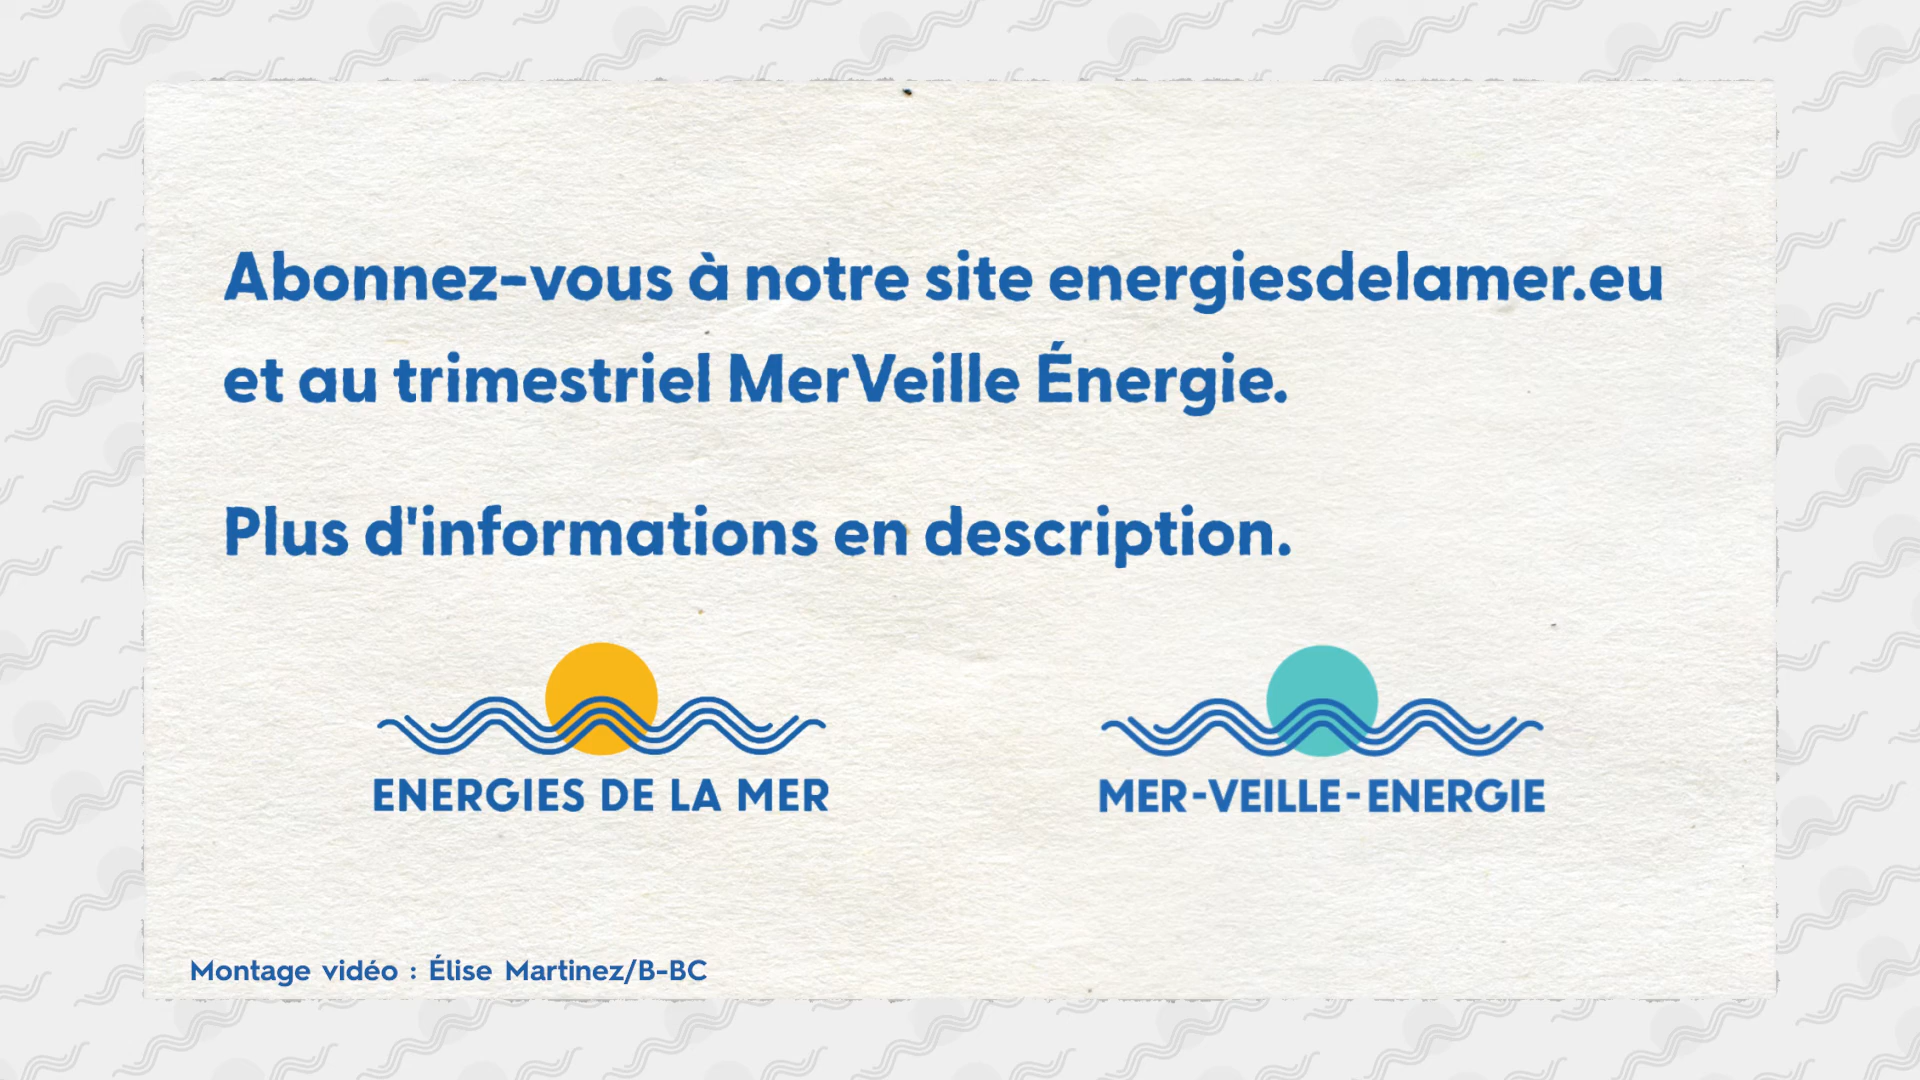 Abonnez-vous à notre site energiesdelamer.eu
et au trimestriel MerVeille Énergie.
Plus d'informations en description.
ENERGIES DE LA MER
MER-VEILLE-ENERGIE
Montage vidéo : Élise Martinez/B-BC